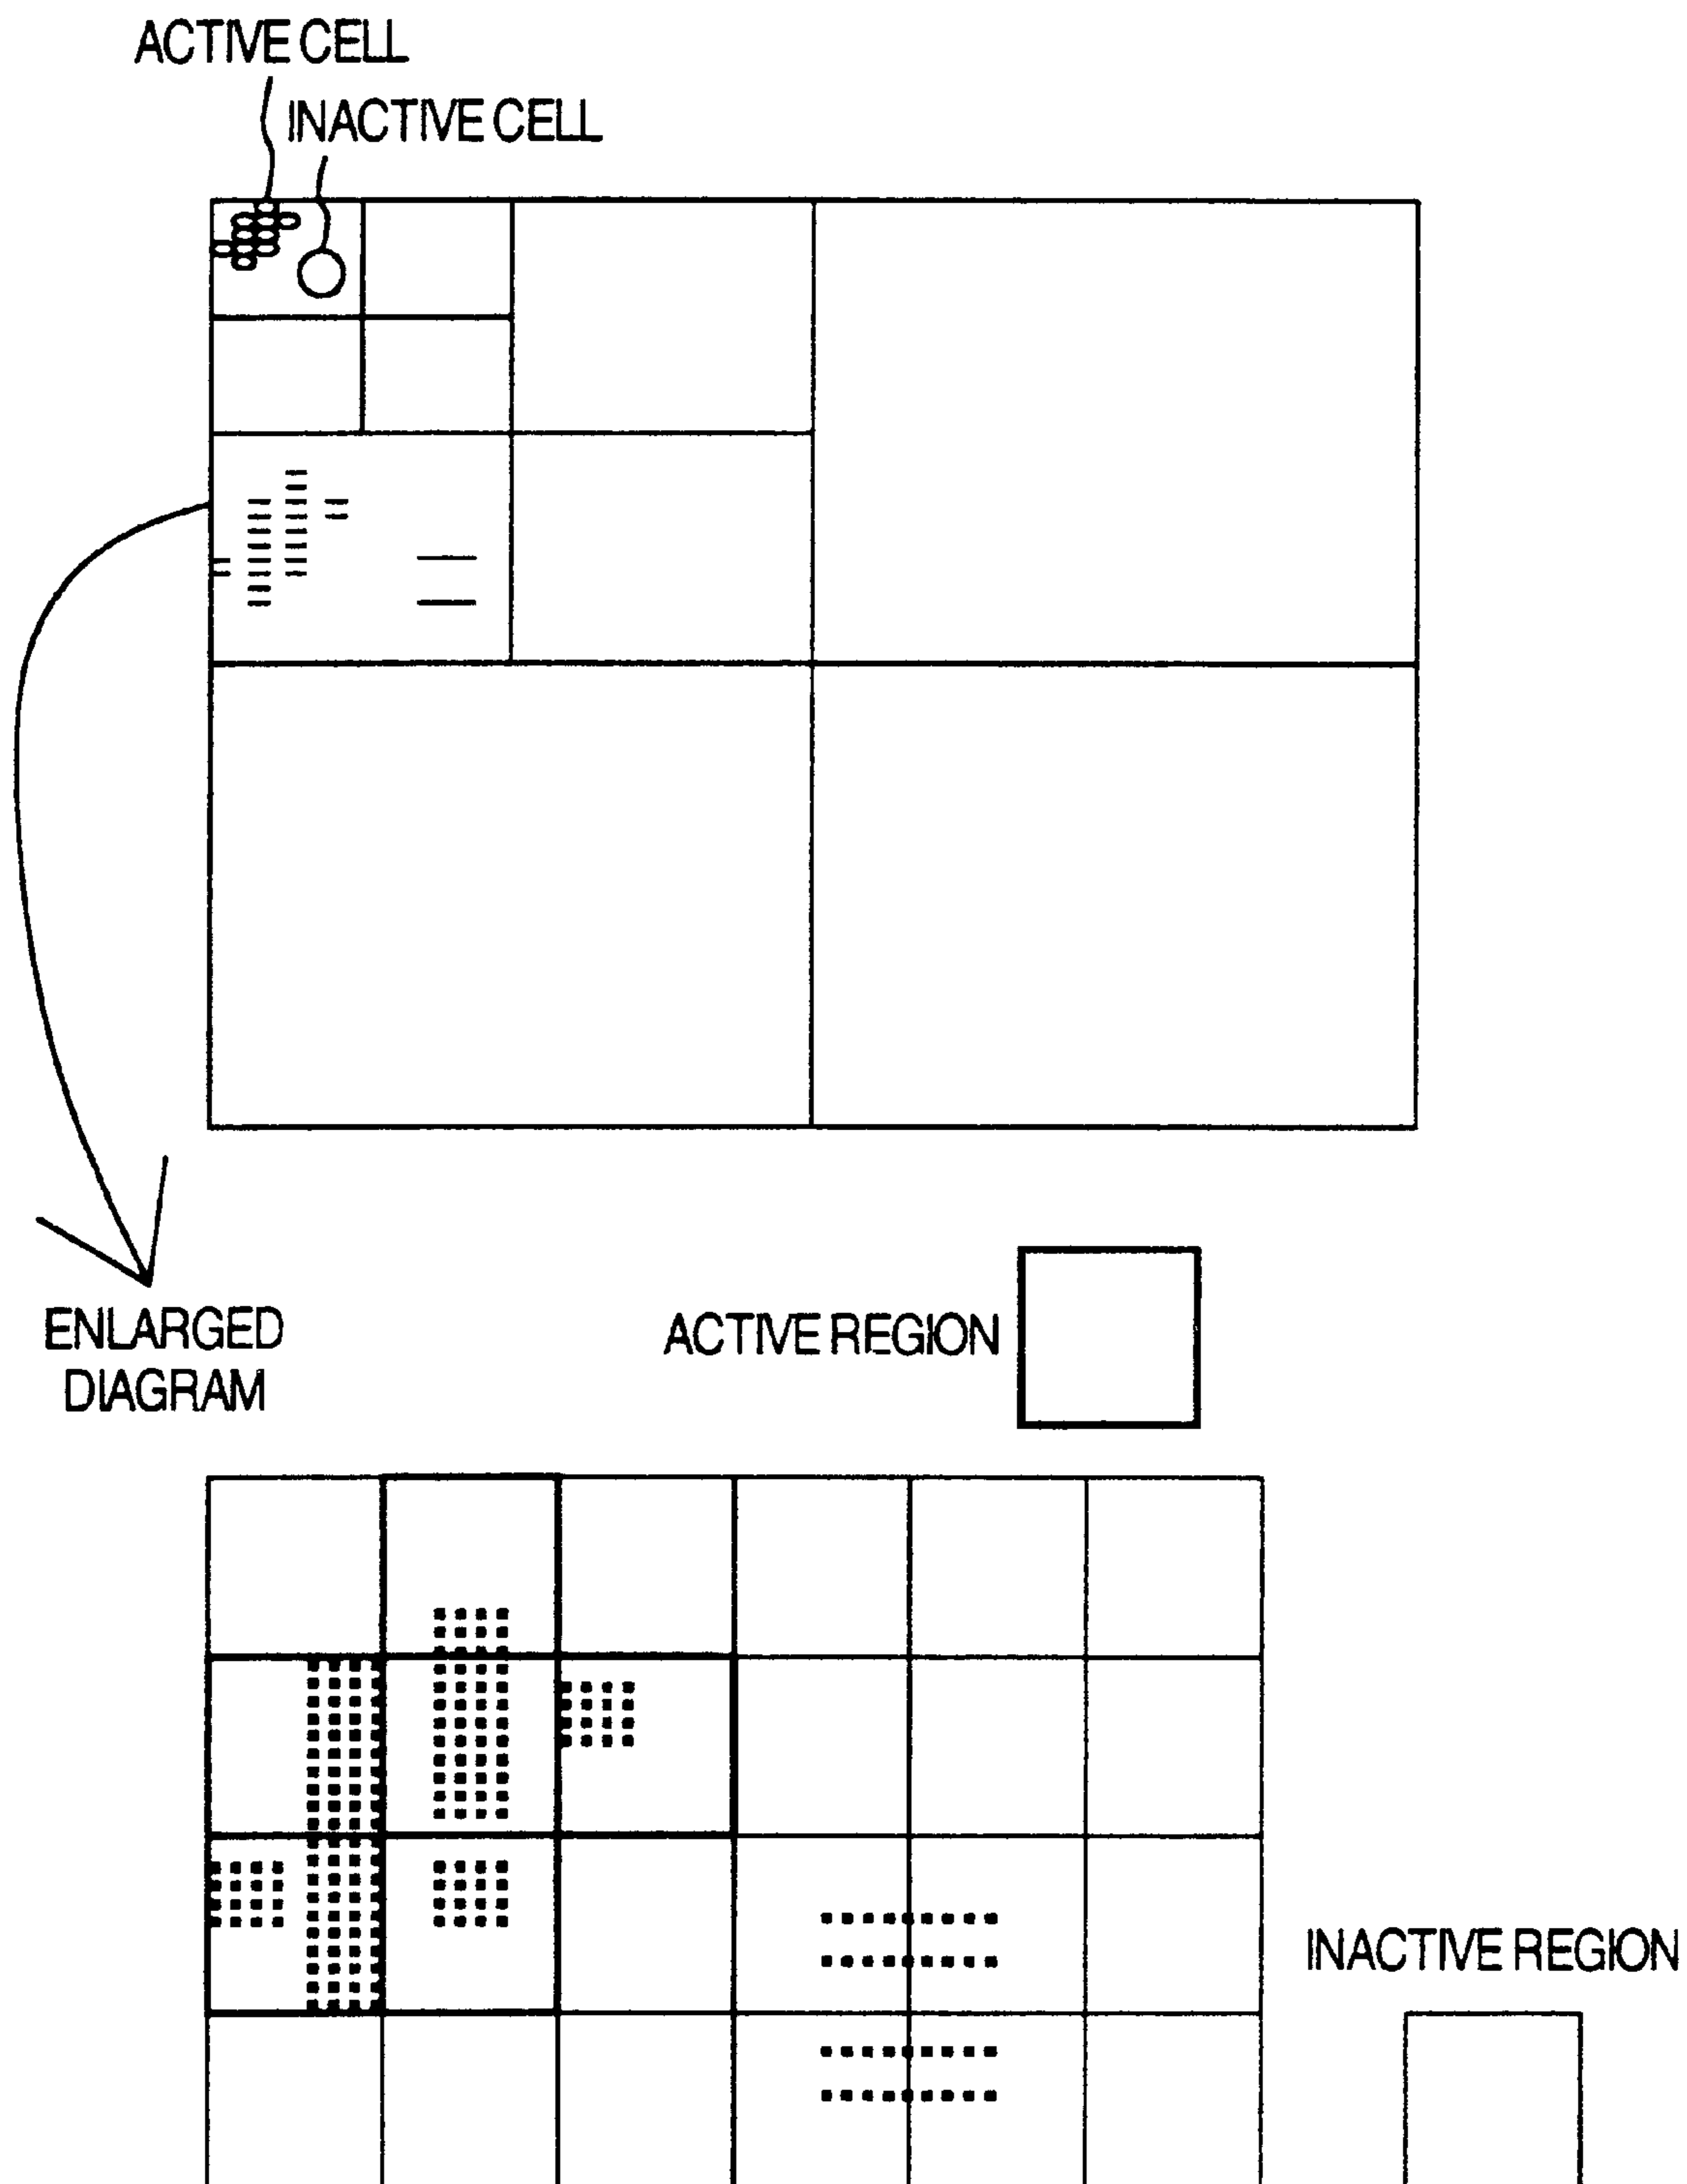 ACTIVE CELL
INACTIVE CELL
ENLARGED
DIAGRAM
ACTIVE REGION
INACTIVE REGION